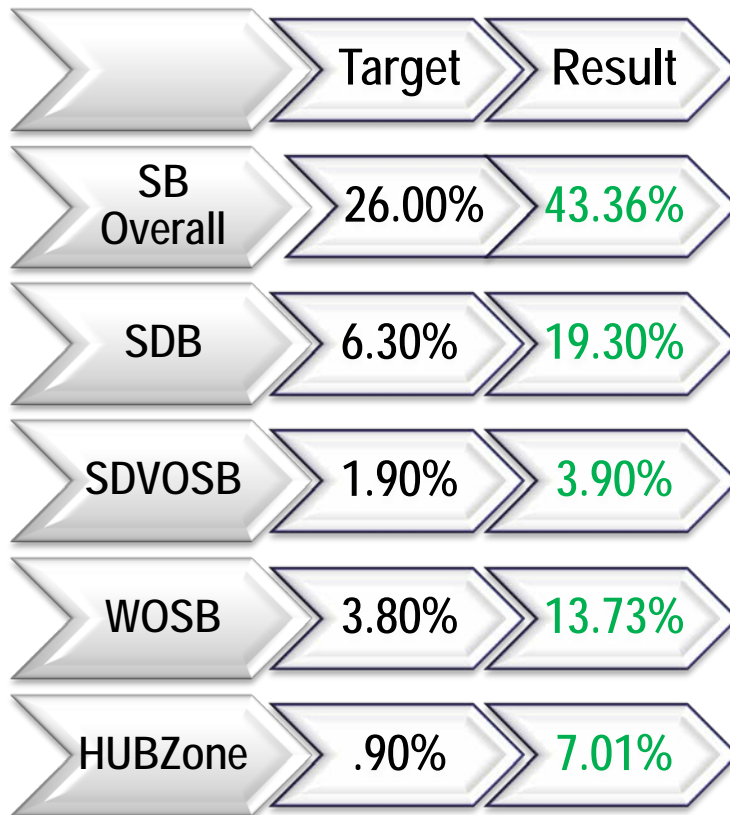 Target Result
SB
Overall
26.00% 43.36%
SDB 6.30% 19.30%
SDVOSB 1.90% 3.90%
WOSB 3.80% 13.73%
HUBZone .90% 7.01%